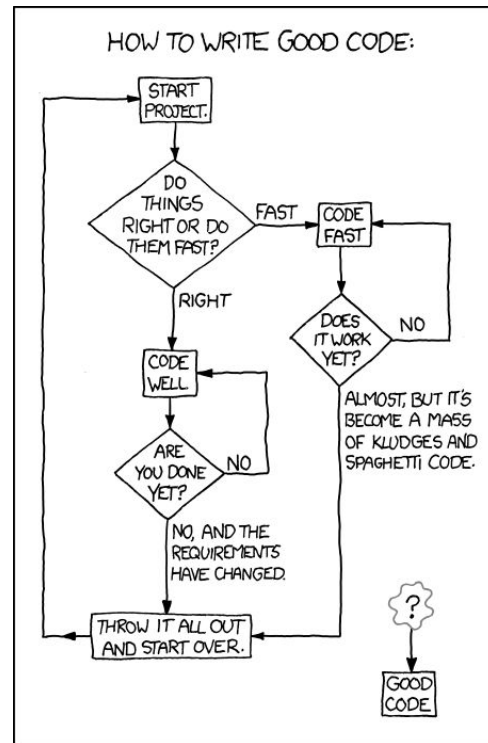 HOW TO WRITE GOOD CODE:
START
PROJECT.
DO
THINGS
RIGHT OR DO
THEM FAST?
FAST
CODE
FAST
RIGHT
DOES
IT WORK
YET?
NO
CODE
WELL
ALMOST, BUT IT'S
BECOME A MASS
OF KLUDGES AND
SPAGHETTI CODE.
ARE
YOU DONE
YET?
NO
NO, AND THE
REQUIREMENTS
HAVE CHANGED.
THROW IT ALL OUT
AND START OVER.
?
GOOD
CODE